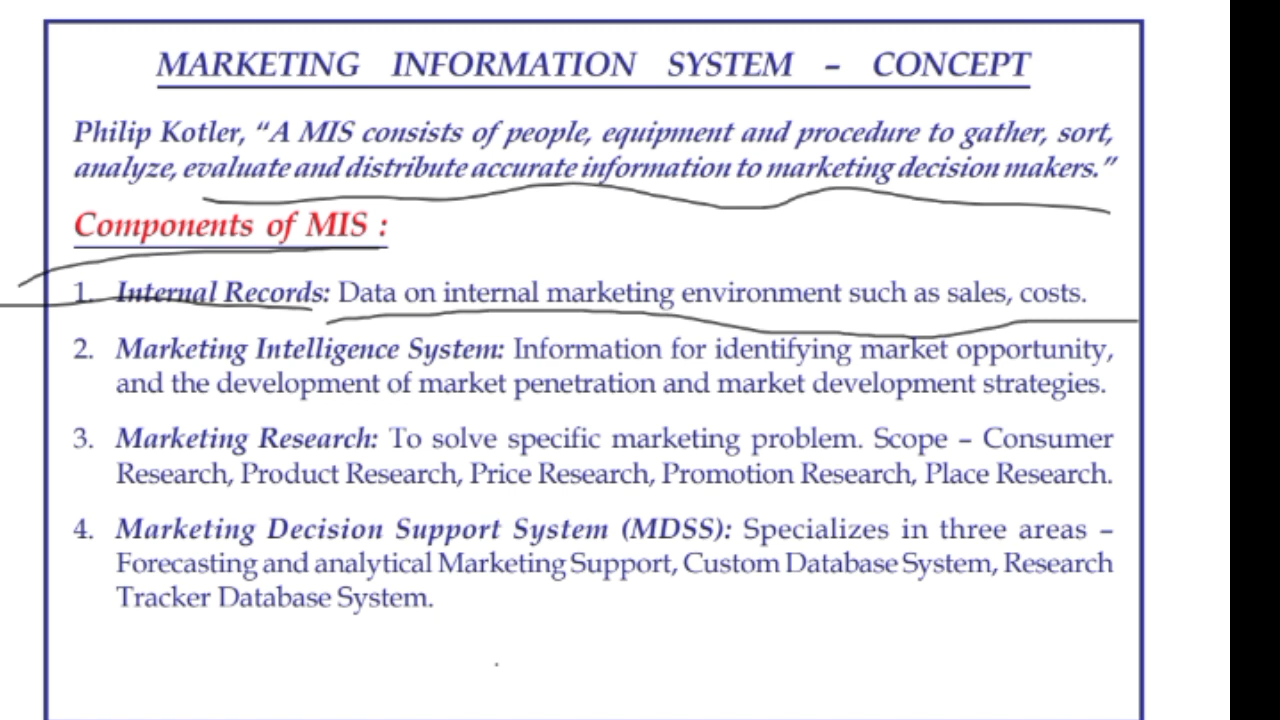 MARKETING INFORMATION SYSTEM – CONCEPT
Philip Kotler, “A MIS consists of people, equipment and procedure to gather, sort,
analyze, evaluate and distribute accurate information to marketing decision makers.”
Components of MIS :
1. Internal Records: Data on internal marketing environment such as sales, costs.
2. Marketing Intelligence System: Information for identifying market opportunity,
and the development of market penetration and market development strategies.
3. Marketing Research: To solve specific marketing problem. Scope – Consumer
Research, Product Research, Price Research, Promotion Research, Place Research.
4. Marketing Decision Support System (MDSS): Specializes in three areas –
Forecasting and analytical Marketing Support, Custom Database System, Research
Tracker Database System.